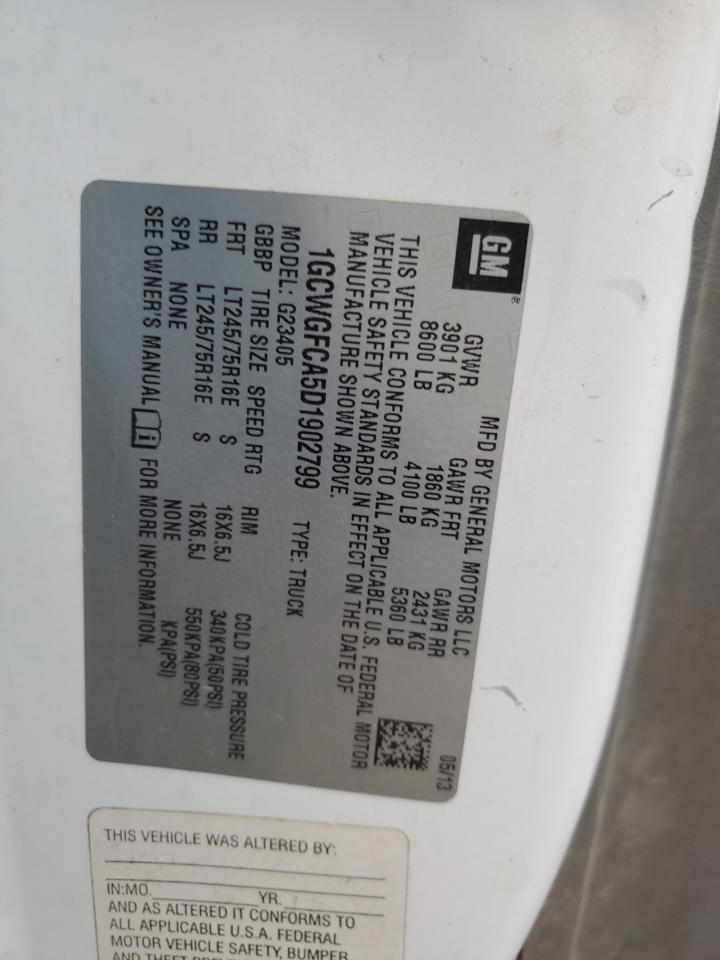 GM
MFD BY GENERAL MOTORS LLC 05/13
GVWR GAWR FRT GAWR RR
3901 KG 1860 KG 2431 KG
8600 LB 4100 LB 5360 LB
THIS VEHICLE CONFORMS TO ALL APPLICABLE U.S. FEDERAL MOTOR
VEHICLE SAFETY STANDARDS IN EFFECT ON THE DATE OF
MANUFACTURE SHOWN ABOVE.
1GCWGFCA5D1902799 TYPE: TRUCK
MODEL: G23405
GBBP TIRE SIZE SPEED RTG RIM COLD TIRE PRESSURE
FRT LT245/75R16E S 16X6.5J 340KPA(50PSI)
RR LT245/75R16E S 16X6.5J 550KPA(80PSI)
SPA NONE NONE KPA(PSI)
SEE OWNER'S MANUAL FOR MORE INFORMATION.
THIS VEHICLE WAS ALTERED BY:
IN:MO. YR.
AND AS ALTERED IT CONFORMS TO
ALL APPLICABLE U.S.A. FEDERAL
MOTOR VEHICLE SAFETY, BUMPER
AND THEFT